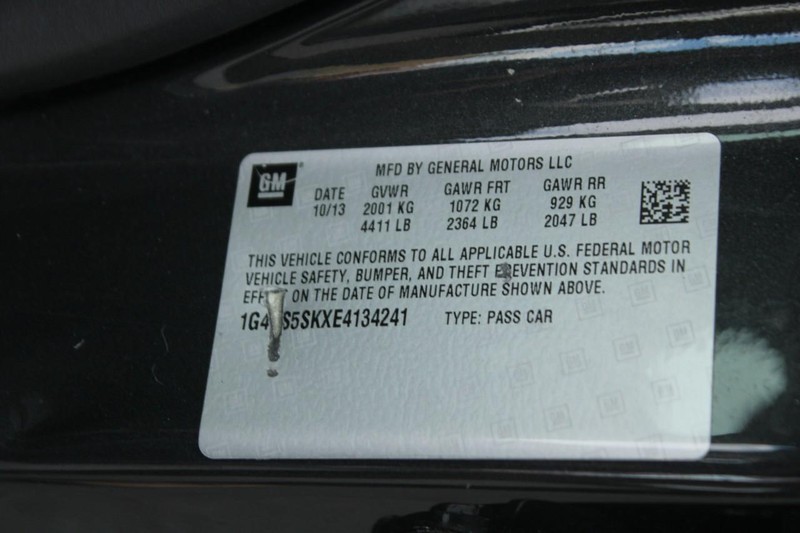 GM
MFD BY GENERAL MOTORS LLC
DATE GVWR GAWR FRT GAWR RR
10/13 2001 KG 1072 KG 929 KG
4411 LB 2364 LB 2047 LB
THIS VEHICLE CONFORMS TO ALL APPLICABLE U.S. FEDERAL MOTOR
VEHICLE SAFETY, BUMPER, AND THEFT STANDARDS IN
ON THE DATE OF MANUFACTURE SHOWN ABOVE.
TYPE: PASS CAR